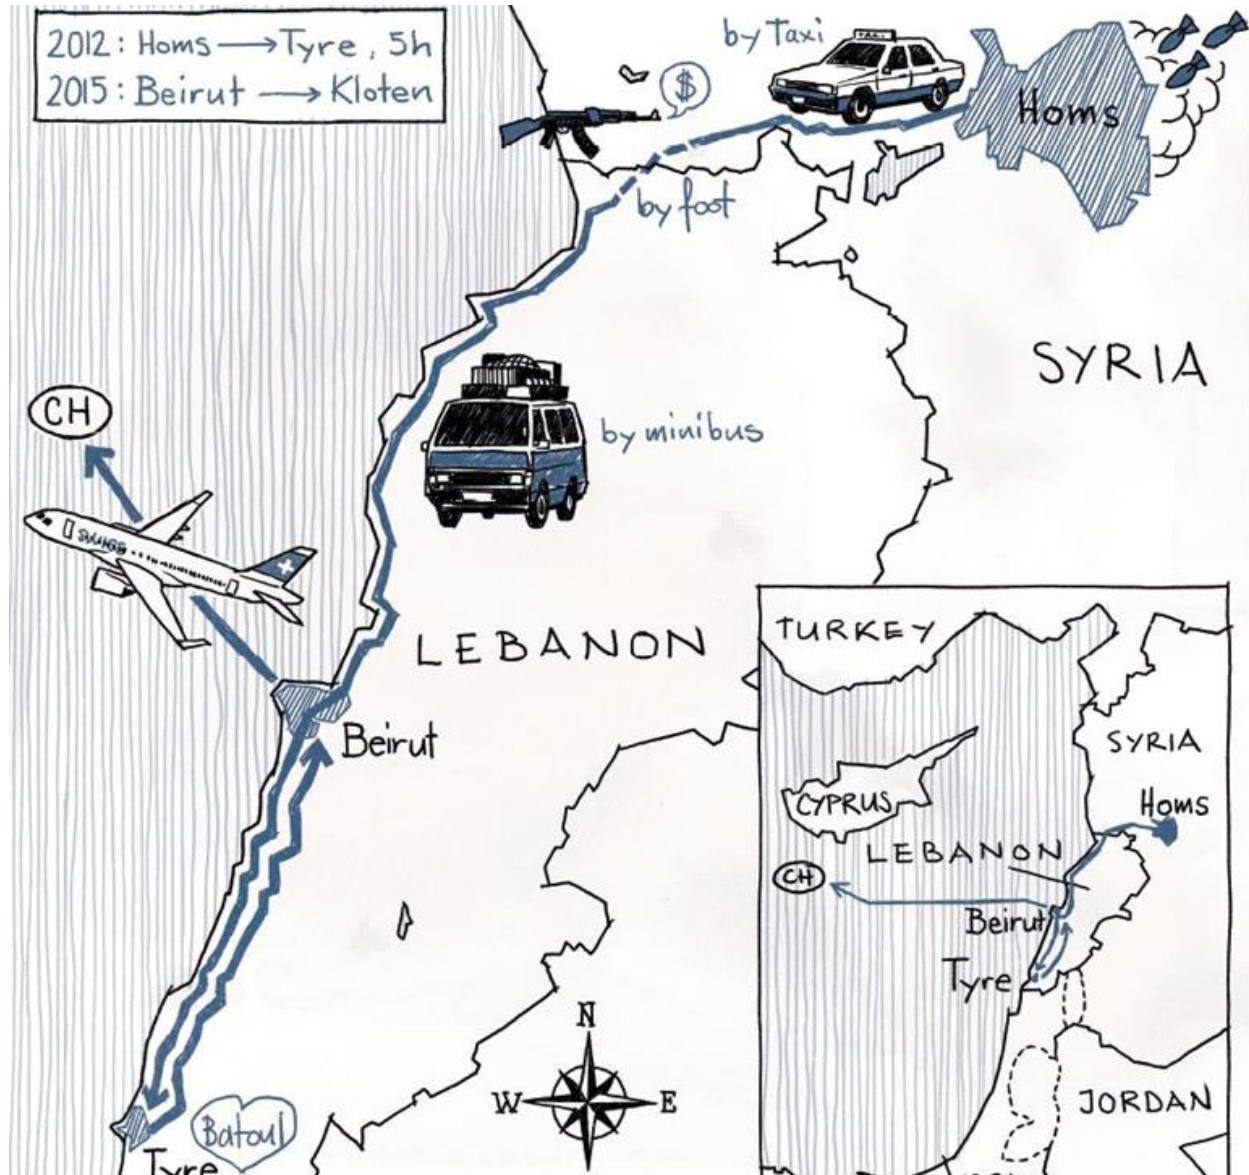 2012: Homs → Tyre, 5h
2015: Beirut → Kloten
by Taxi
TAXI
$
Homs
by foot
SYRIA
CH
by minibus
SWISS
LEBANON
Beirut
Batoul
Tyre
N
W E
S
TURKEY
SYRIA
CYPRUS
Homs
LEBANON
CH
Beirut
Tyre
JORDAN